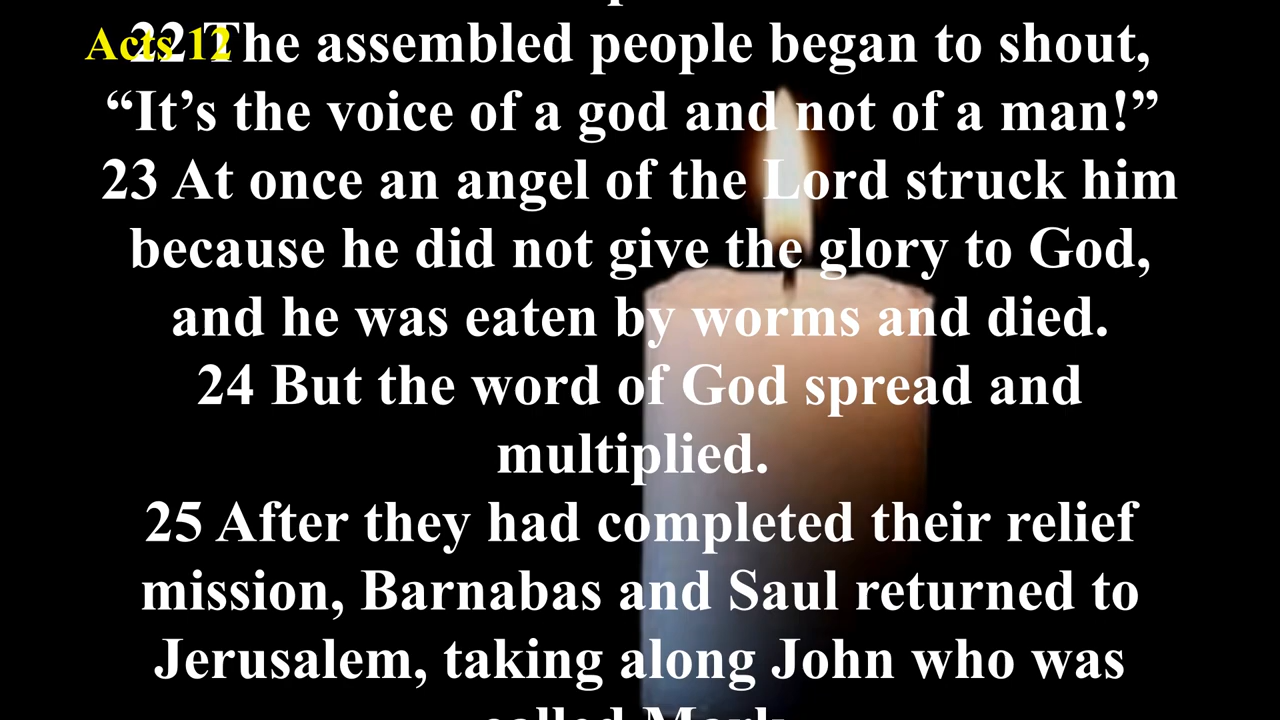 Acts 12
22 The assembled people began to shout,
“It’s the voice of a god and not of a man!”
23 At once an angel of the Lord struck him
because he did not give the glory to God,
and he was eaten by worms and died.
24 But the word of God spread and
multiplied.
25 After they had completed their relief
mission, Barnabas and Saul returned to
Jerusalem, taking along John who was
called Mark